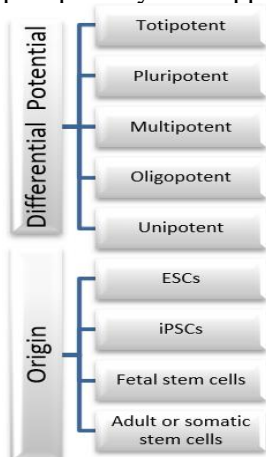 Differential Potential
Totipotent
Pluripotent
Multipotent
Oligopotent
Unipotent
Origin
ESCs
iPSCs
Fetal stem cells
Adult or somatic
stem cells